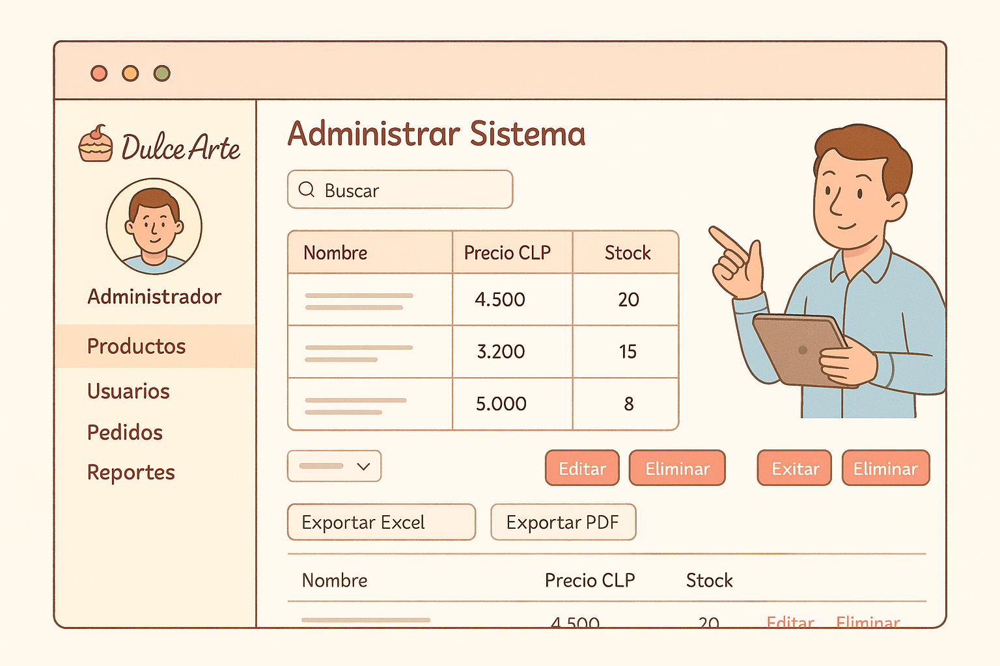 Dulce Arte
Administrador
Productos
Usuarios
Pedidos
Reportes
Administrar Sistema
Buscar
Nombre Precio CLP Stock
4.500 20
3.200 15
5.000 8
Editar Eliminar Exitar Eliminar
Exportar Excel Exportar PDF
Nombre Precio CLP Stock
4.500 20 Editar Eliminar